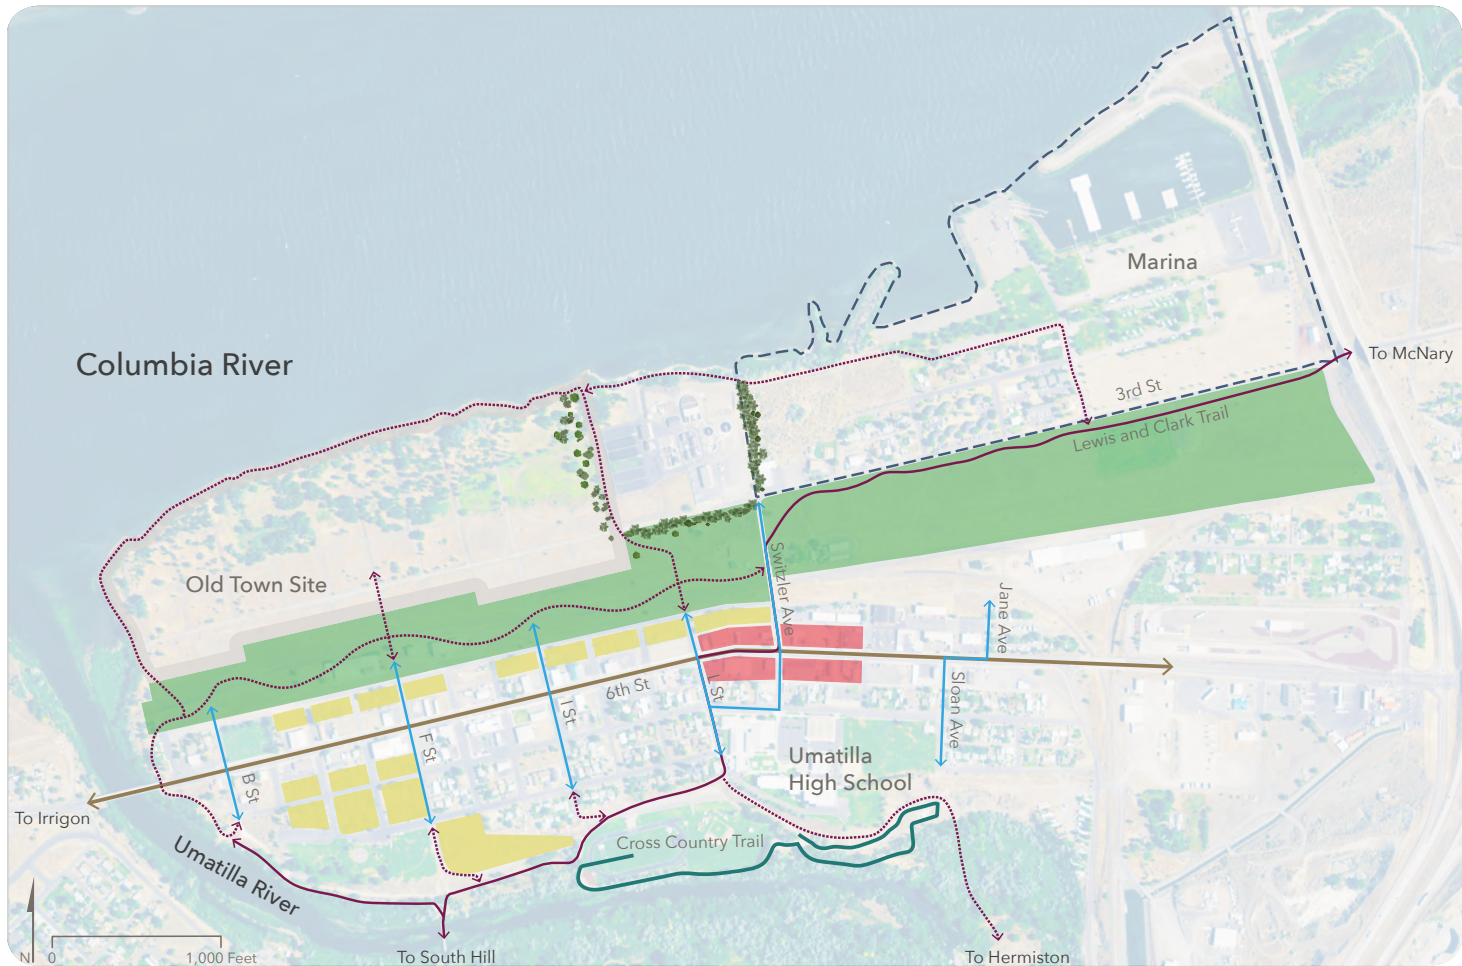 Marina
To McNary
Columbia River
3rd St
Lewis and Clark Trail
Old Town Site
Switzler Ave
Jane Ave
6th St
L St
I St
Sloan Ave
F St
Umatilla
High School
B St
To Irrigon
Cross Country Trail
Umatilla River
N
0
1,000 Feet
To South Hill
To Hermiston